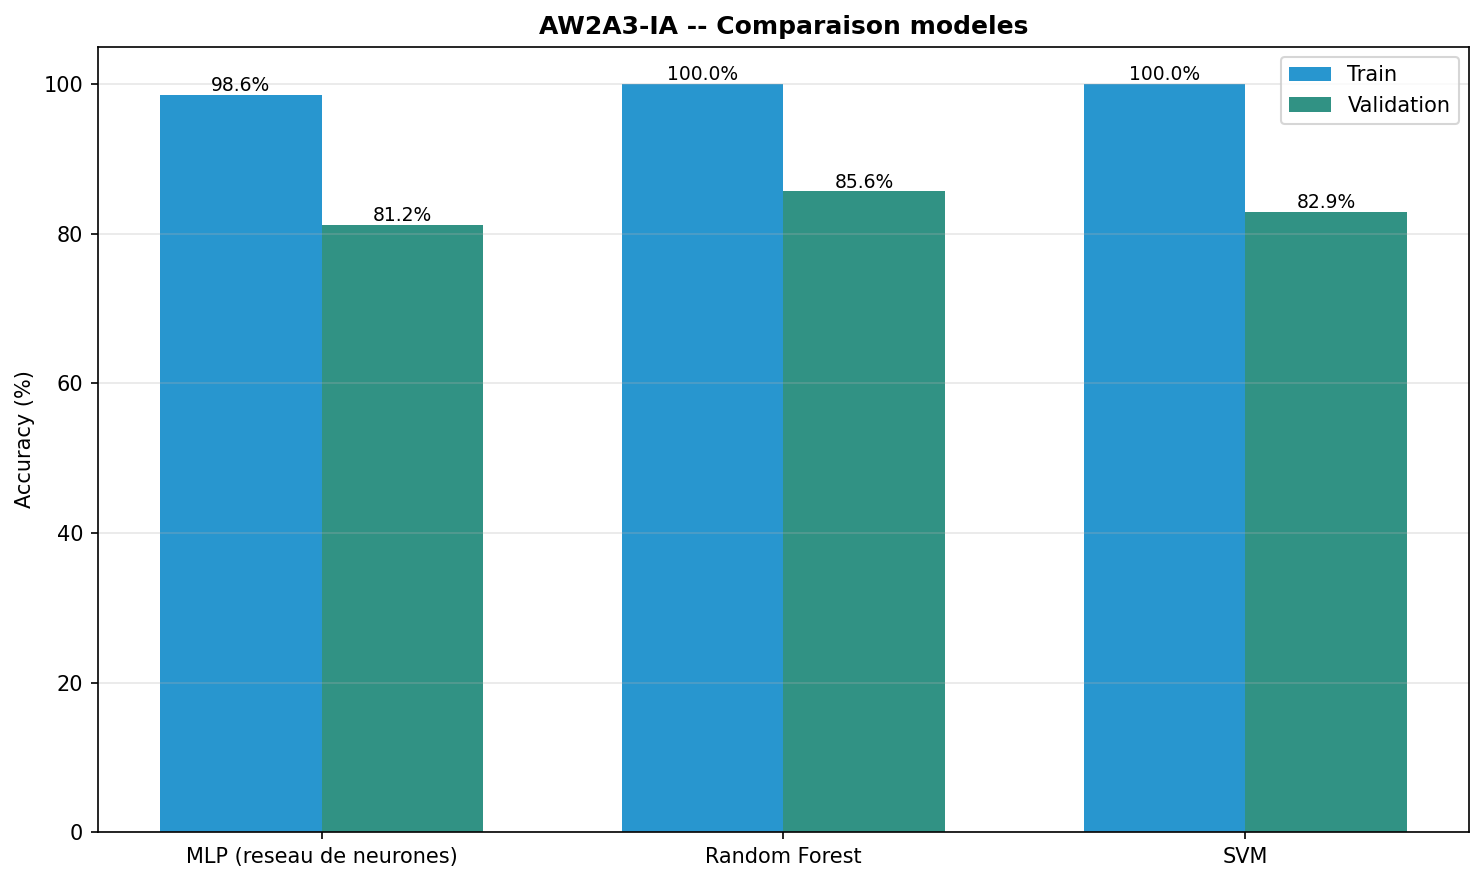 AW2A3-IA -- Comparaison modeles
Train
Validation
98.6%
81.2%
100.0%
85.6%
100.0%
82.9%
Accuracy (%)
100
80
60
40
20
0
MLP (reseau de neurones)
Random Forest
SVM